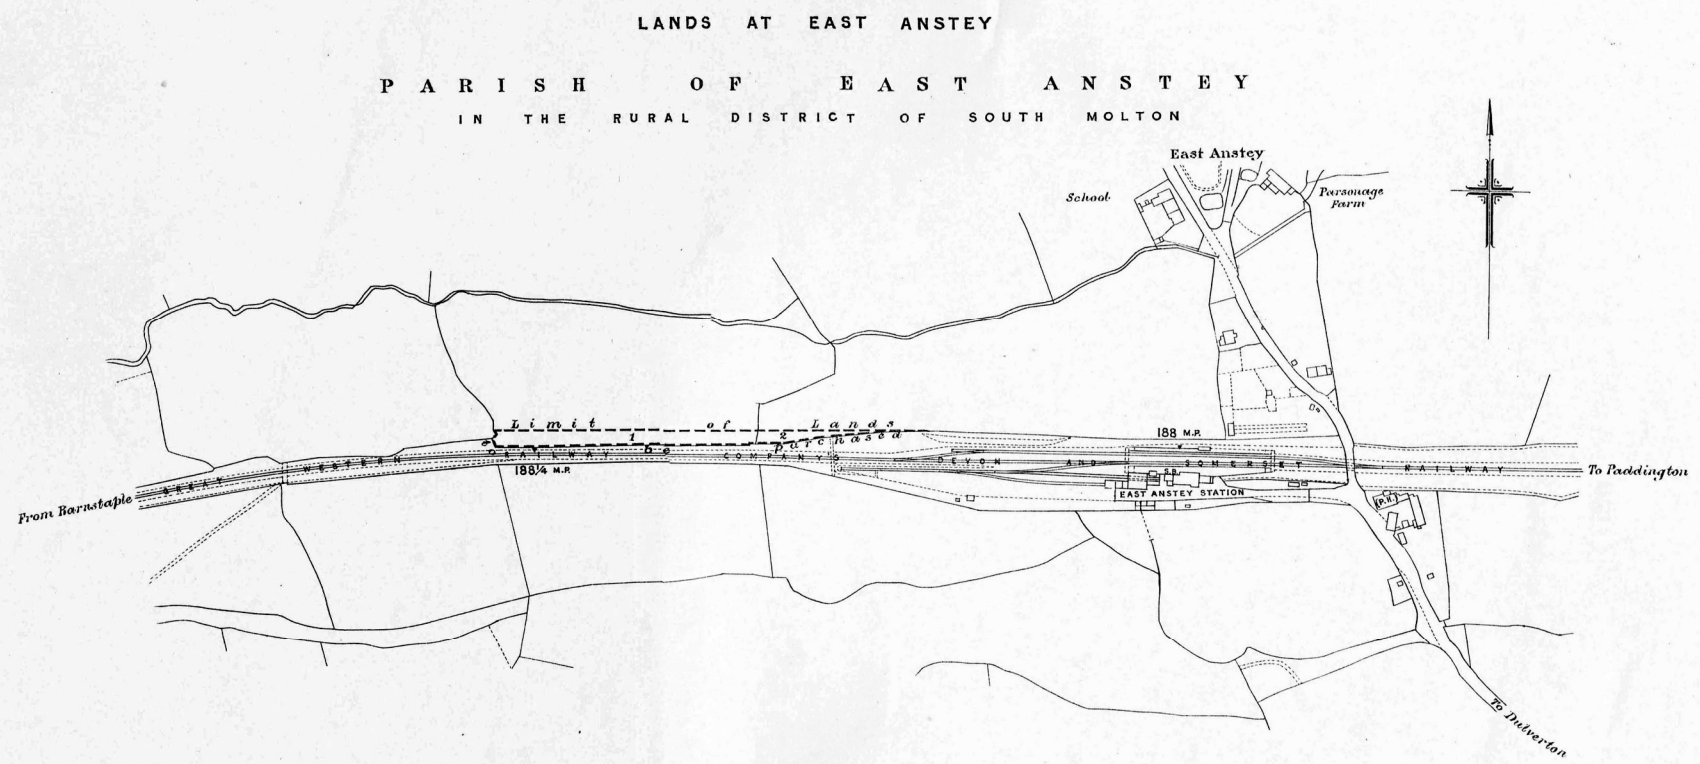 LANDS AT EAST ANSTEY
PARISH OF EAST ANSTEY
IN THE RURAL DISTRICT OF SOUTH MOLTON
East Anstey
School
Parsonage
Farm
Limit of Lands
to be purchased
1
2
188 M.P.
188¼ M.P.
GREAT WESTERN RAILWAY COMPANY'S DEVON AND SOMERSET RAILWAY
S.B.
EAST ANSTEY STATION
(P.H.)
From Barnstaple
To Paddington
To Dulverton